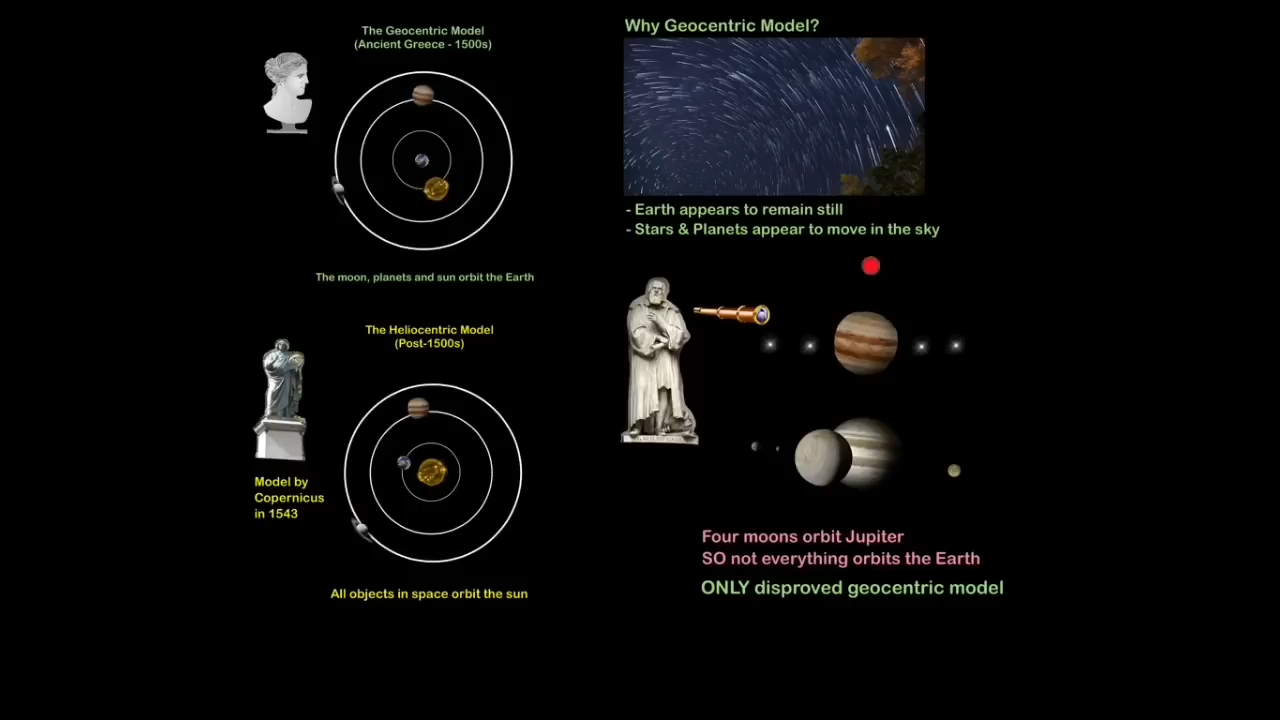 The Geocentric Model
(Ancient Greece - 1500s)
The moon, planets and sun orbit the Earth
The Heliocentric Model
(Post-1500s)
Model by
Copernicus
in 1543
All objects in space orbit the sun
Why Geocentric Model?
- Earth appears to remain still
- Stars & Planets appear to move in the sky
Four moons orbit Jupiter
SO not everything orbits the Earth
ONLY disproved geocentric model